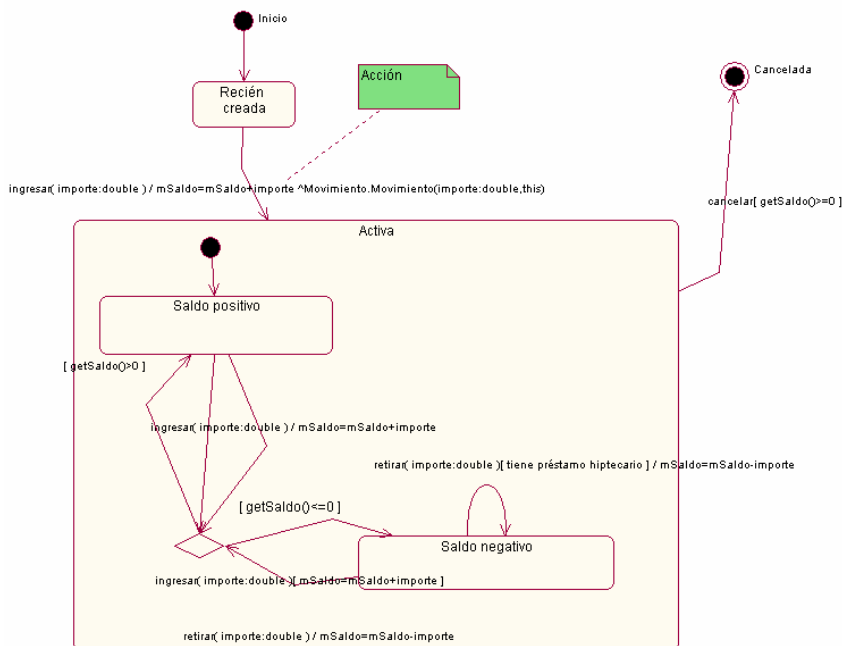 Inicio
Cancelada
Acción
Recién
creada
ingresar( importe:double ) / mSaldo=mSaldo+importe ^Movimiento.Movimiento(importe:double,this)
cancelar[ getSaldo()>=0 ]
Activa
Saldo positivo
[ getSaldo()>0 ]
ingresar( importe:double ) / mSaldo=mSaldo+importe
retirar( importe:double )[ tiene préstamo hiptecario ] / mSaldo=mSaldo-importe
[ getSaldo()<=0 ]
Saldo negativo
ingresar( importe:double )[ mSaldo=mSaldo+importe ]
retirar( importe:double ) / mSaldo=mSaldo-importe